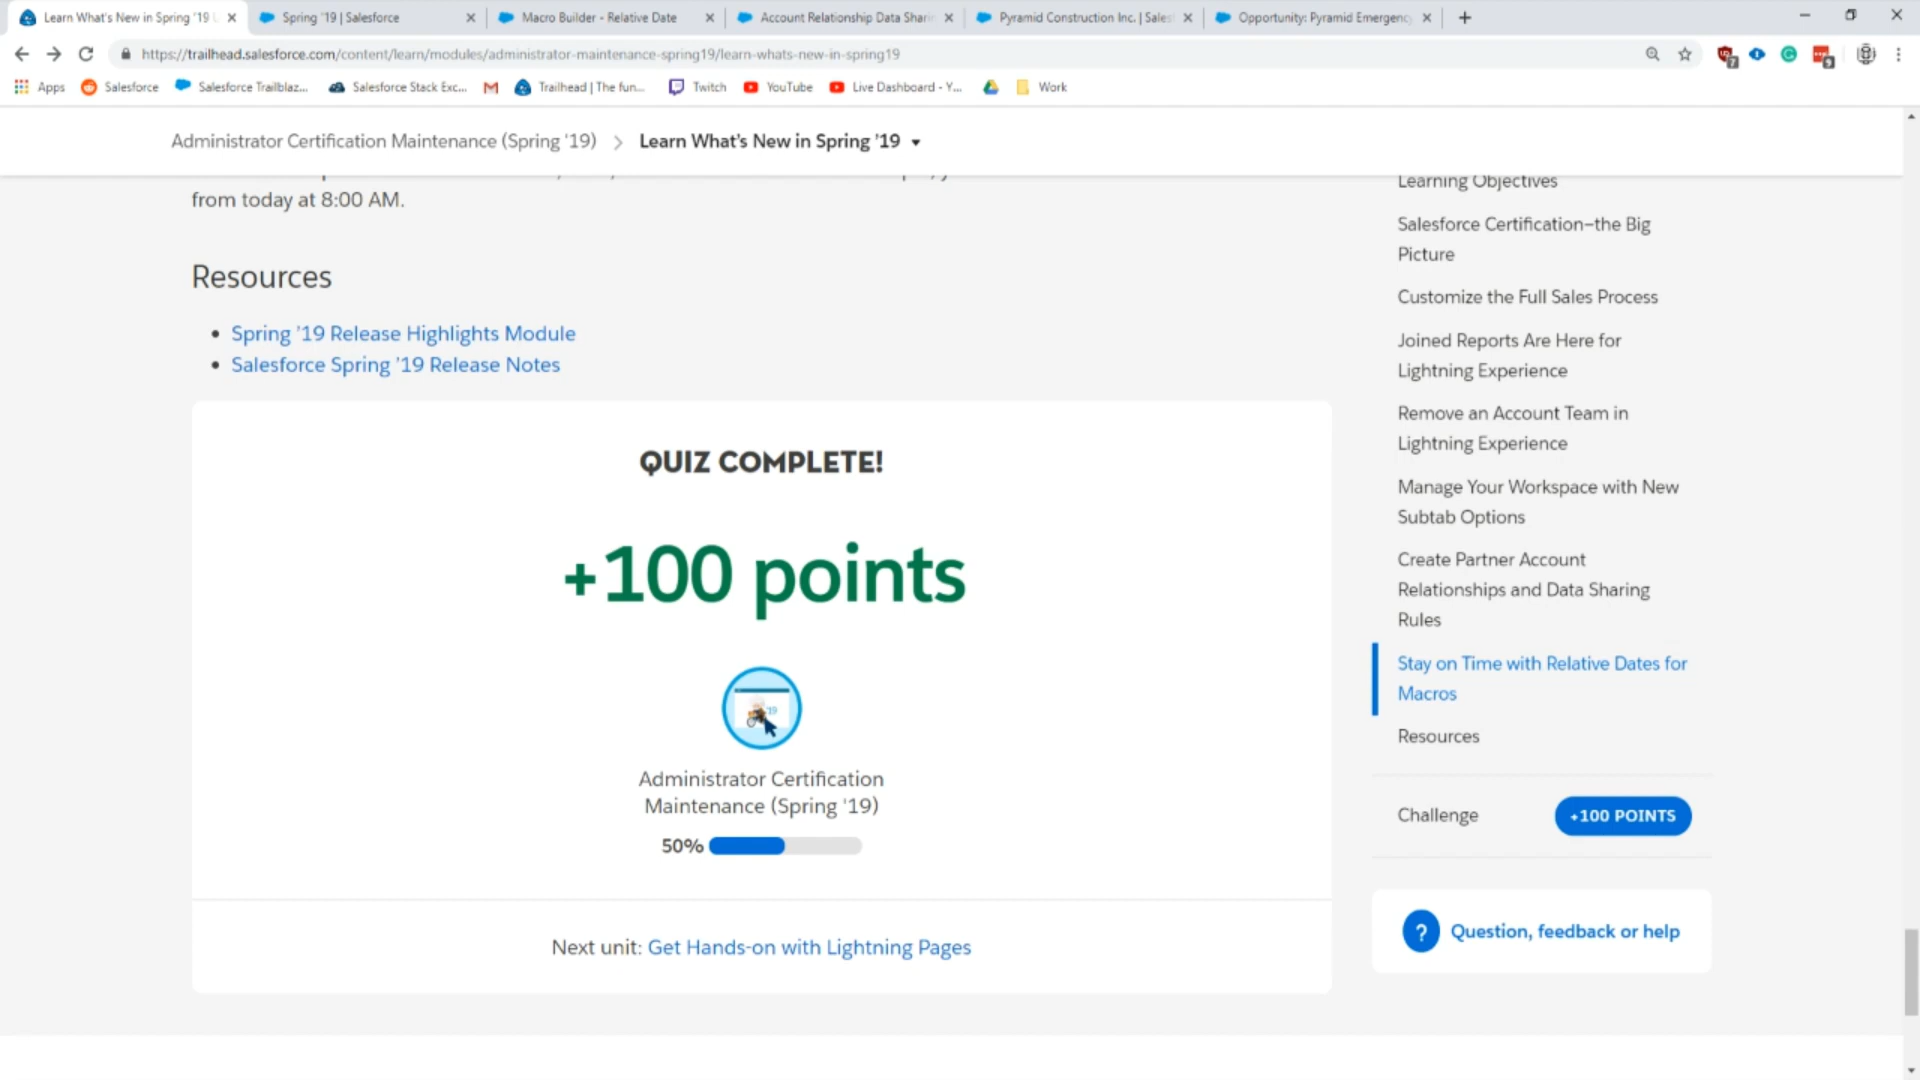 Learn What's New in Spring '19
Spring '19 | Salesforce
Macro Builder - Relative Date
Account Relationship Data Sharin
Pyramid Construction Inc. | Sales
Opportunity: Pyramid Emergency
https://trailhead.salesforce.com/content/learn/modules/administrator-maintenance-spring19/learn-whats-new-in-spring19
Apps
Salesforce
Salesforce Trailblaz...
Salesforce Stack Exc...
Trailhead | The fun...
Twitch
YouTube
Live Dashboard - Y...
Work
Administrator Certification Maintenance (Spring '19)
Learn What's New in Spring '19
from today at 8:00 AM.
Resources
Spring '19 Release Highlights Module
Salesforce Spring '19 Release Notes
QUIZ COMPLETE!
+100 points
Administrator Certification
Maintenance (Spring '19)
50%
Next unit: Get Hands-on with Lightning Pages
Learning Objectives
Salesforce Certification–the Big
Picture
Customize the Full Sales Process
Joined Reports Are Here for
Lightning Experience
Remove an Account Team in
Lightning Experience
Manage Your Workspace with New
Subtab Options
Create Partner Account
Relationships and Data Sharing
Rules
Stay on Time with Relative Dates for
Macros
Resources
Challenge
+100 POINTS
? Question, feedback or help